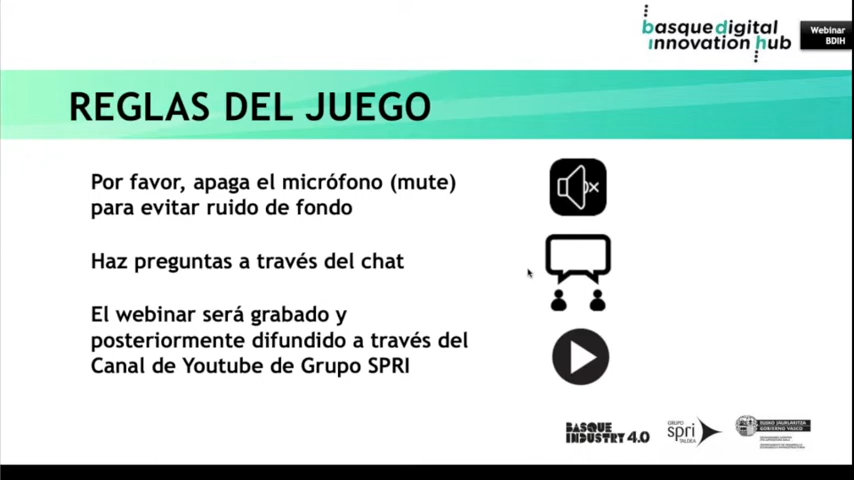 basque digital
innovation hub
Webinar
BDIH
REGLAS DEL JUEGO
Por favor, apaga el micrófono (mute)
para evitar ruido de fondo
Haz preguntas a través del chat
El webinar será grabado y
posteriormente difundido a través del
Canal de Youtube de Grupo SPRI
BASQUE
INDUSTRY 4.0
GRUPO
spri
TALDEA
EUSKO JAURLARITZA
GOBIERNO VASCO